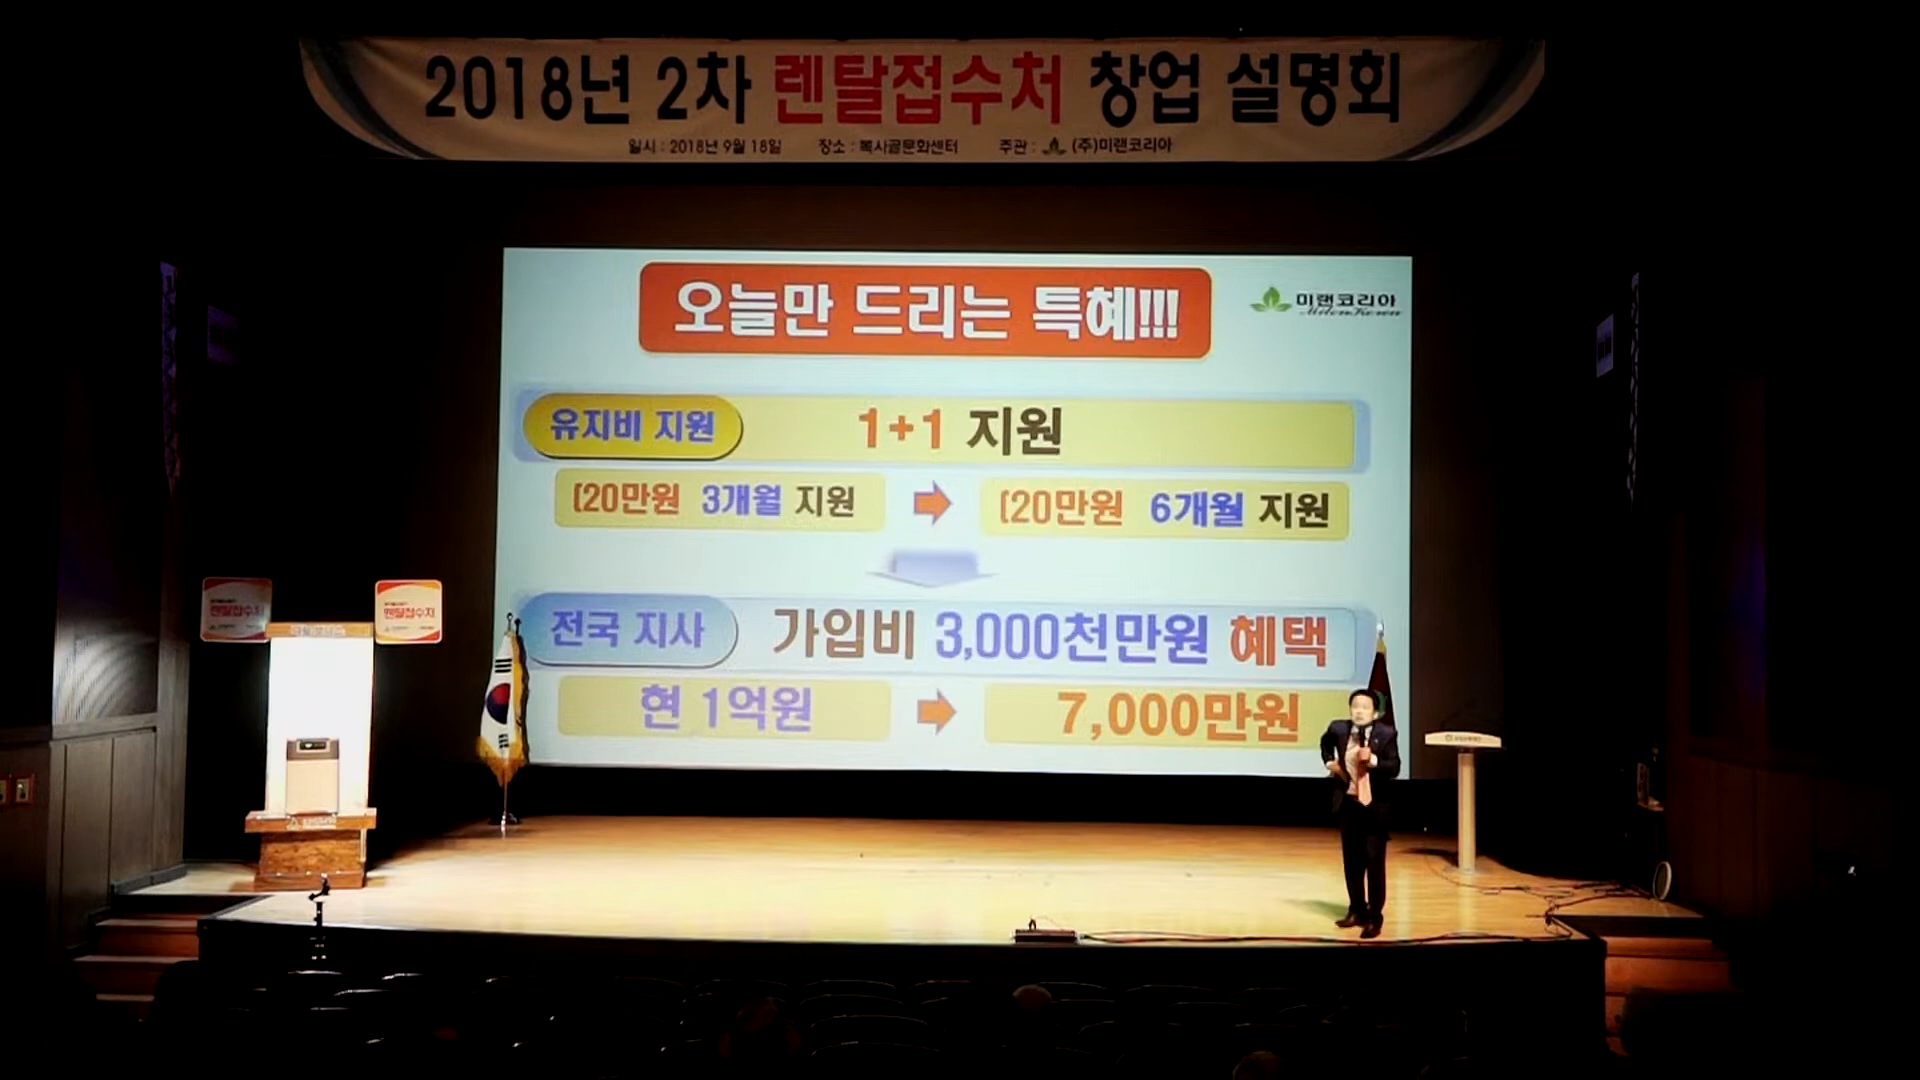 2018년 2차 렌탈접수처 창업 설명회
일시 : 2018년 9월 18일 장소 : 복사골문화센터 주관 : (주)미랜코리아
오늘만 드리는 특혜!!!
미랜코리아
유지비 지원 1+1 지원
(20만원 3개월 지원 (20만원 6개월 지원
전국 지사 가입비 3,000천만원 혜택
현 1억원 7,000만원
렌탈접수처
렌탈접수처